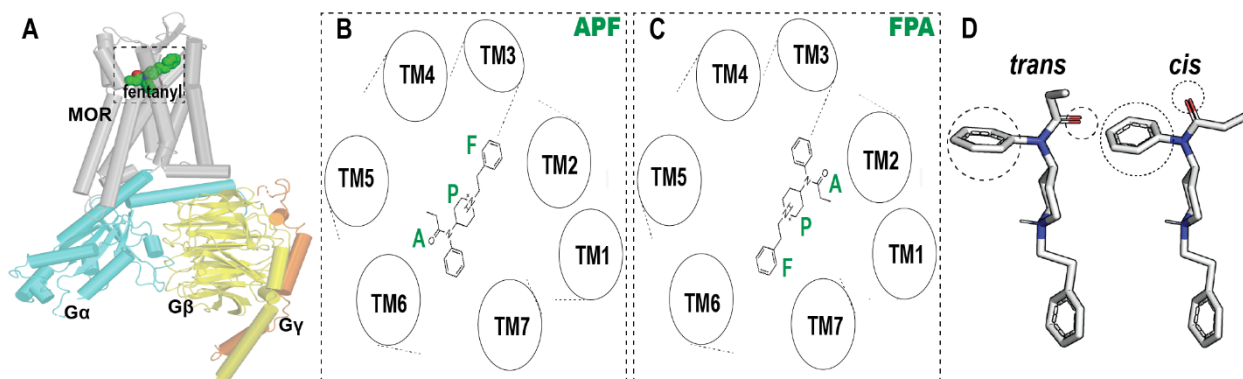 A
MOR
fentanyl
Gα
Gβ
Gγ
B
APF
TM4
TM3
TM5
TM2
TM1
TM6
TM7
F
P
A
N
O
N
C
FPA
TM4
TM3
TM5
TM2
TM1
TM6
TM7
N
O
A
N
P
F
D
trans
cis